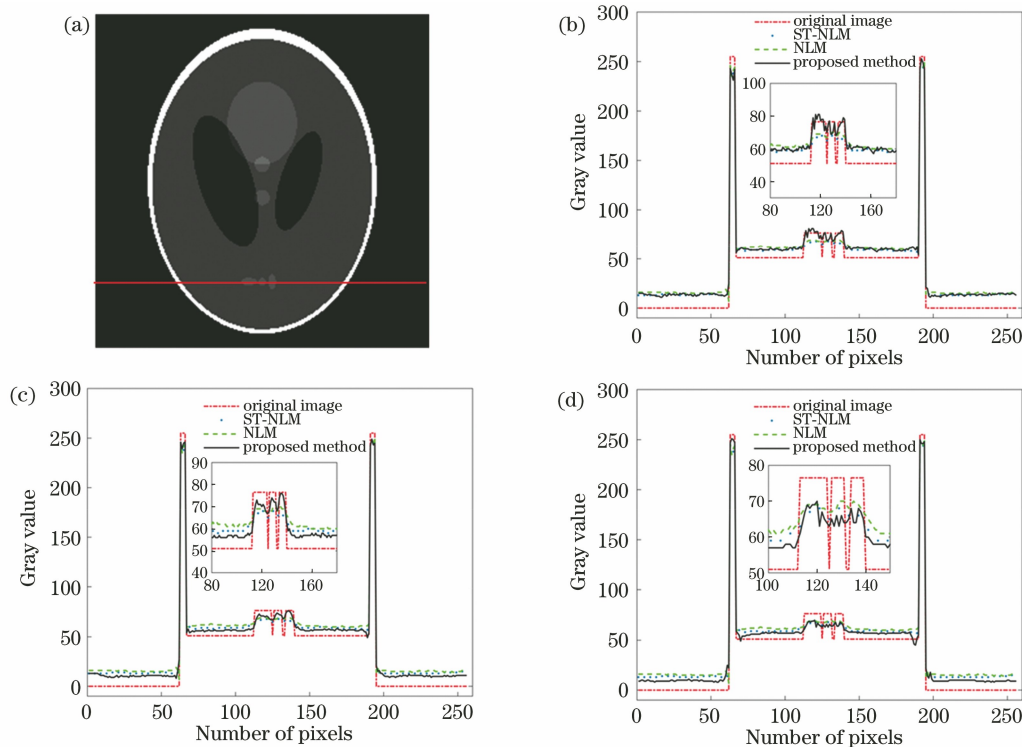 (a)
(b)
300
250
200
150
100
50
0
Gray value
original image
ST-NLM
NLM
proposed method
100
80
60
40
80
120
160
0
50
100
150
200
250
Number of pixels
(c)
300
250
200
150
100
50
0
Gray value
original image
ST-NLM
NLM
proposed method
90
80
70
60
50
40
80
120
160
0
50
100
150
200
250
Number of pixels
(d)
300
250
200
150
100
50
0
Gray value
original image
ST-NLM
NLM
proposed method
80
70
60
50
100
120
140
0
50
100
150
200
250
Number of pixels